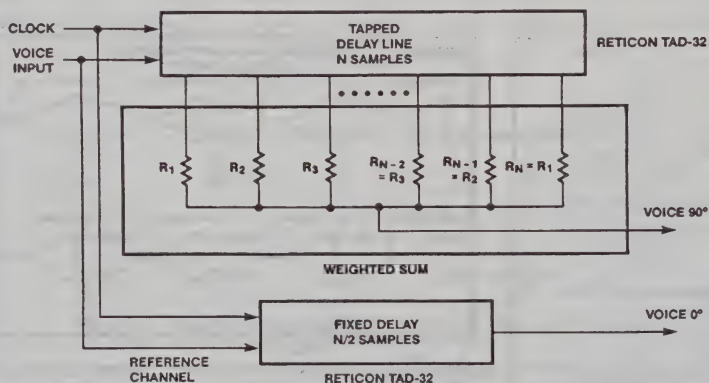 CLOCK
VOICE
INPUT
TAPPED
DELAY LINE
N SAMPLES
RETICON TAD-32
R1
R2
R3
RN-2
= R3
RN-1
= R2
RN = R1
VOICE 90°
WEIGHTED SUM
FIXED DELAY
N/2 SAMPLES
VOICE 0°
REFERENCE
CHANNEL
RETICON TAD-32